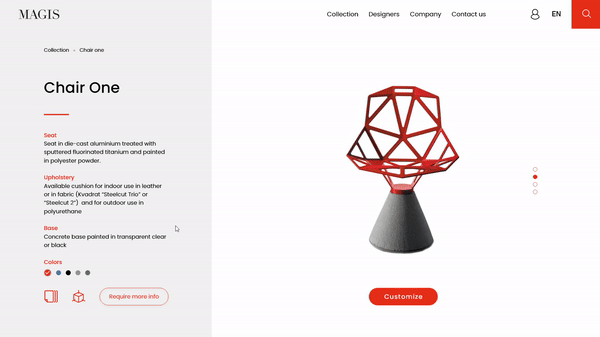 MAGIS
Collection Designers Company Contact us
EN
Collection Chair one
Chair One
Seat
Seat in die-cast aluminium treated with
sputtered fluorinated titanium and painted
in polyester powder.
Upholstery
Available cushion for indoor use in leather
or in fabric (Kvadrat “Steelcut Trio” or
“Steelcut 2”) and for outdoor use in
polyurethane
Base
Concrete base painted in transparent clear
or black
Colors
Require more info
Customize